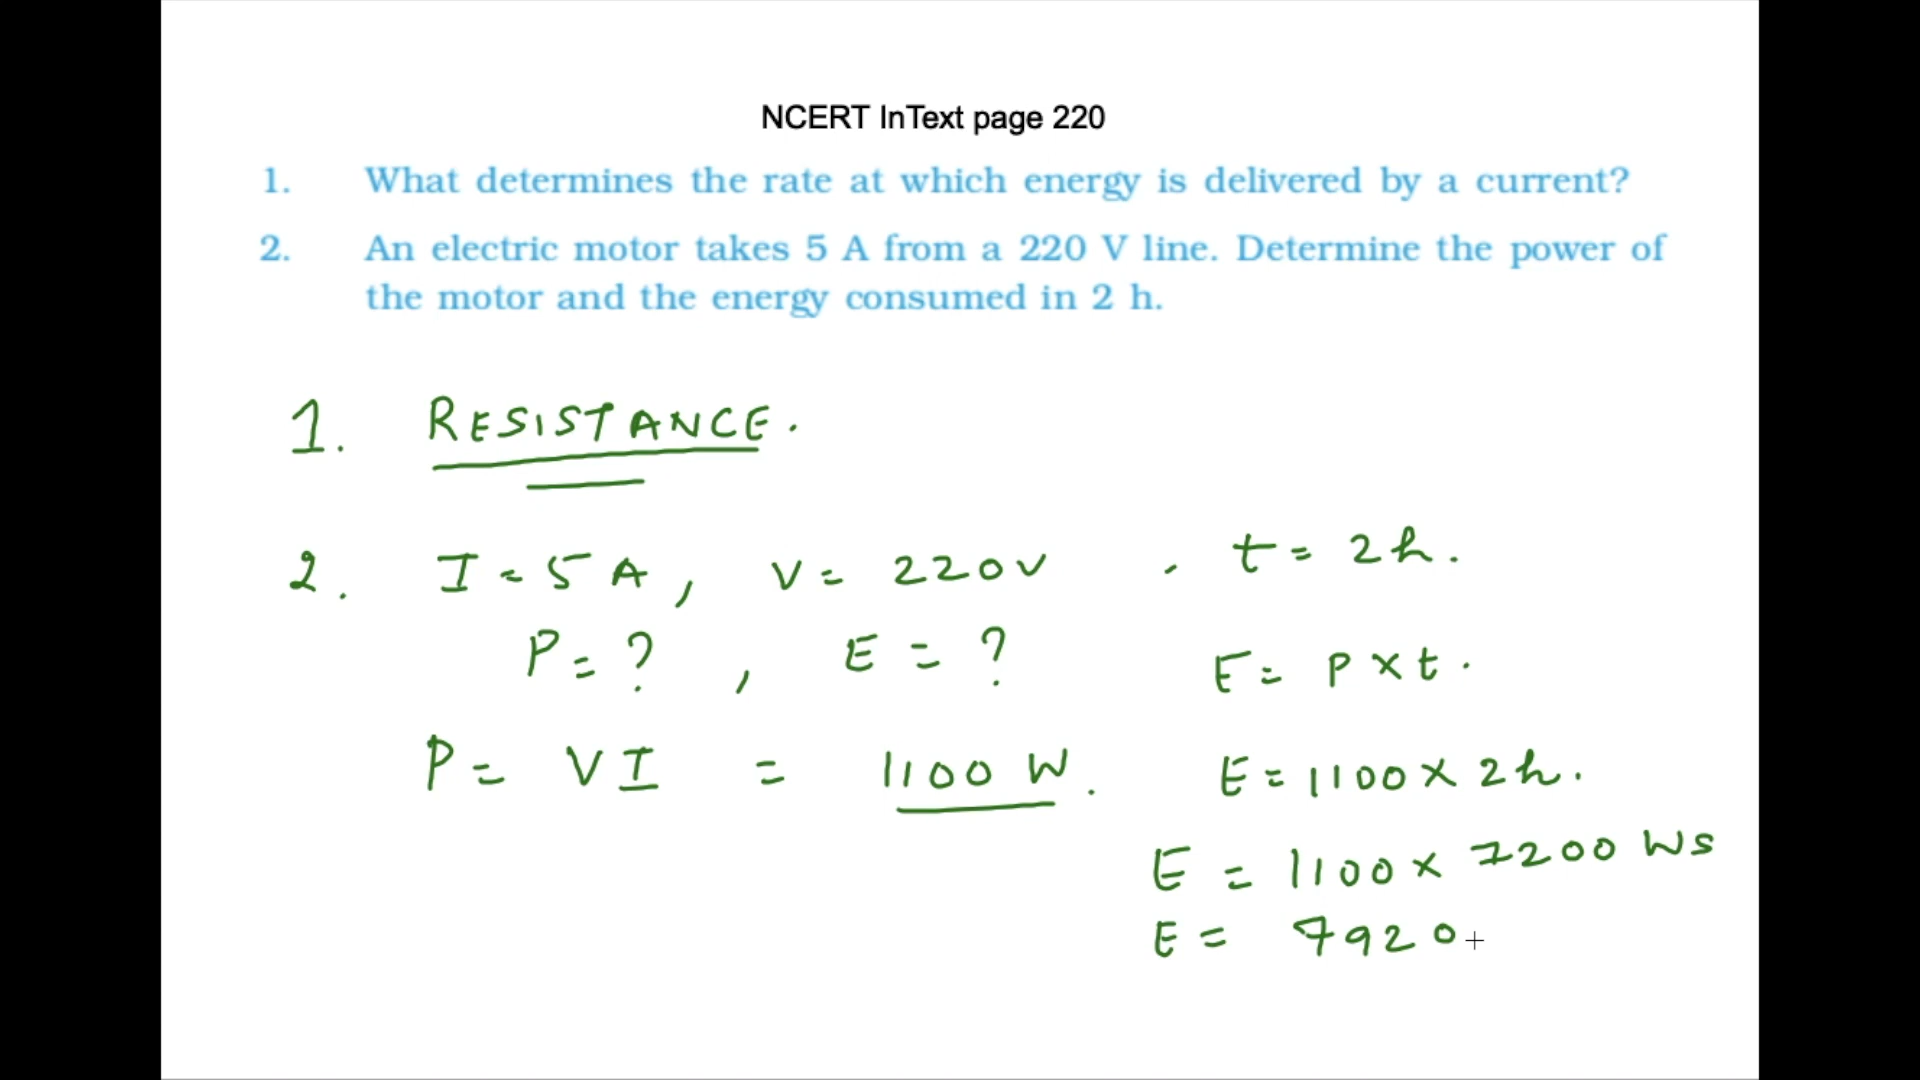 NCERT InText page 220
1. What determines the rate at which energy is delivered by a current?
2. An electric motor takes 5 A from a 220 V line. Determine the power of
the motor and the energy consumed in 2 h.
1. RESISTANCE.
2. I = 5 A, V = 220V . t = 2h.
P = ? , E = ? E = P × t.
P = VI = 1100 W. E = 1100 × 2h.
E = 1100 × 7200 Ws
E = 7920